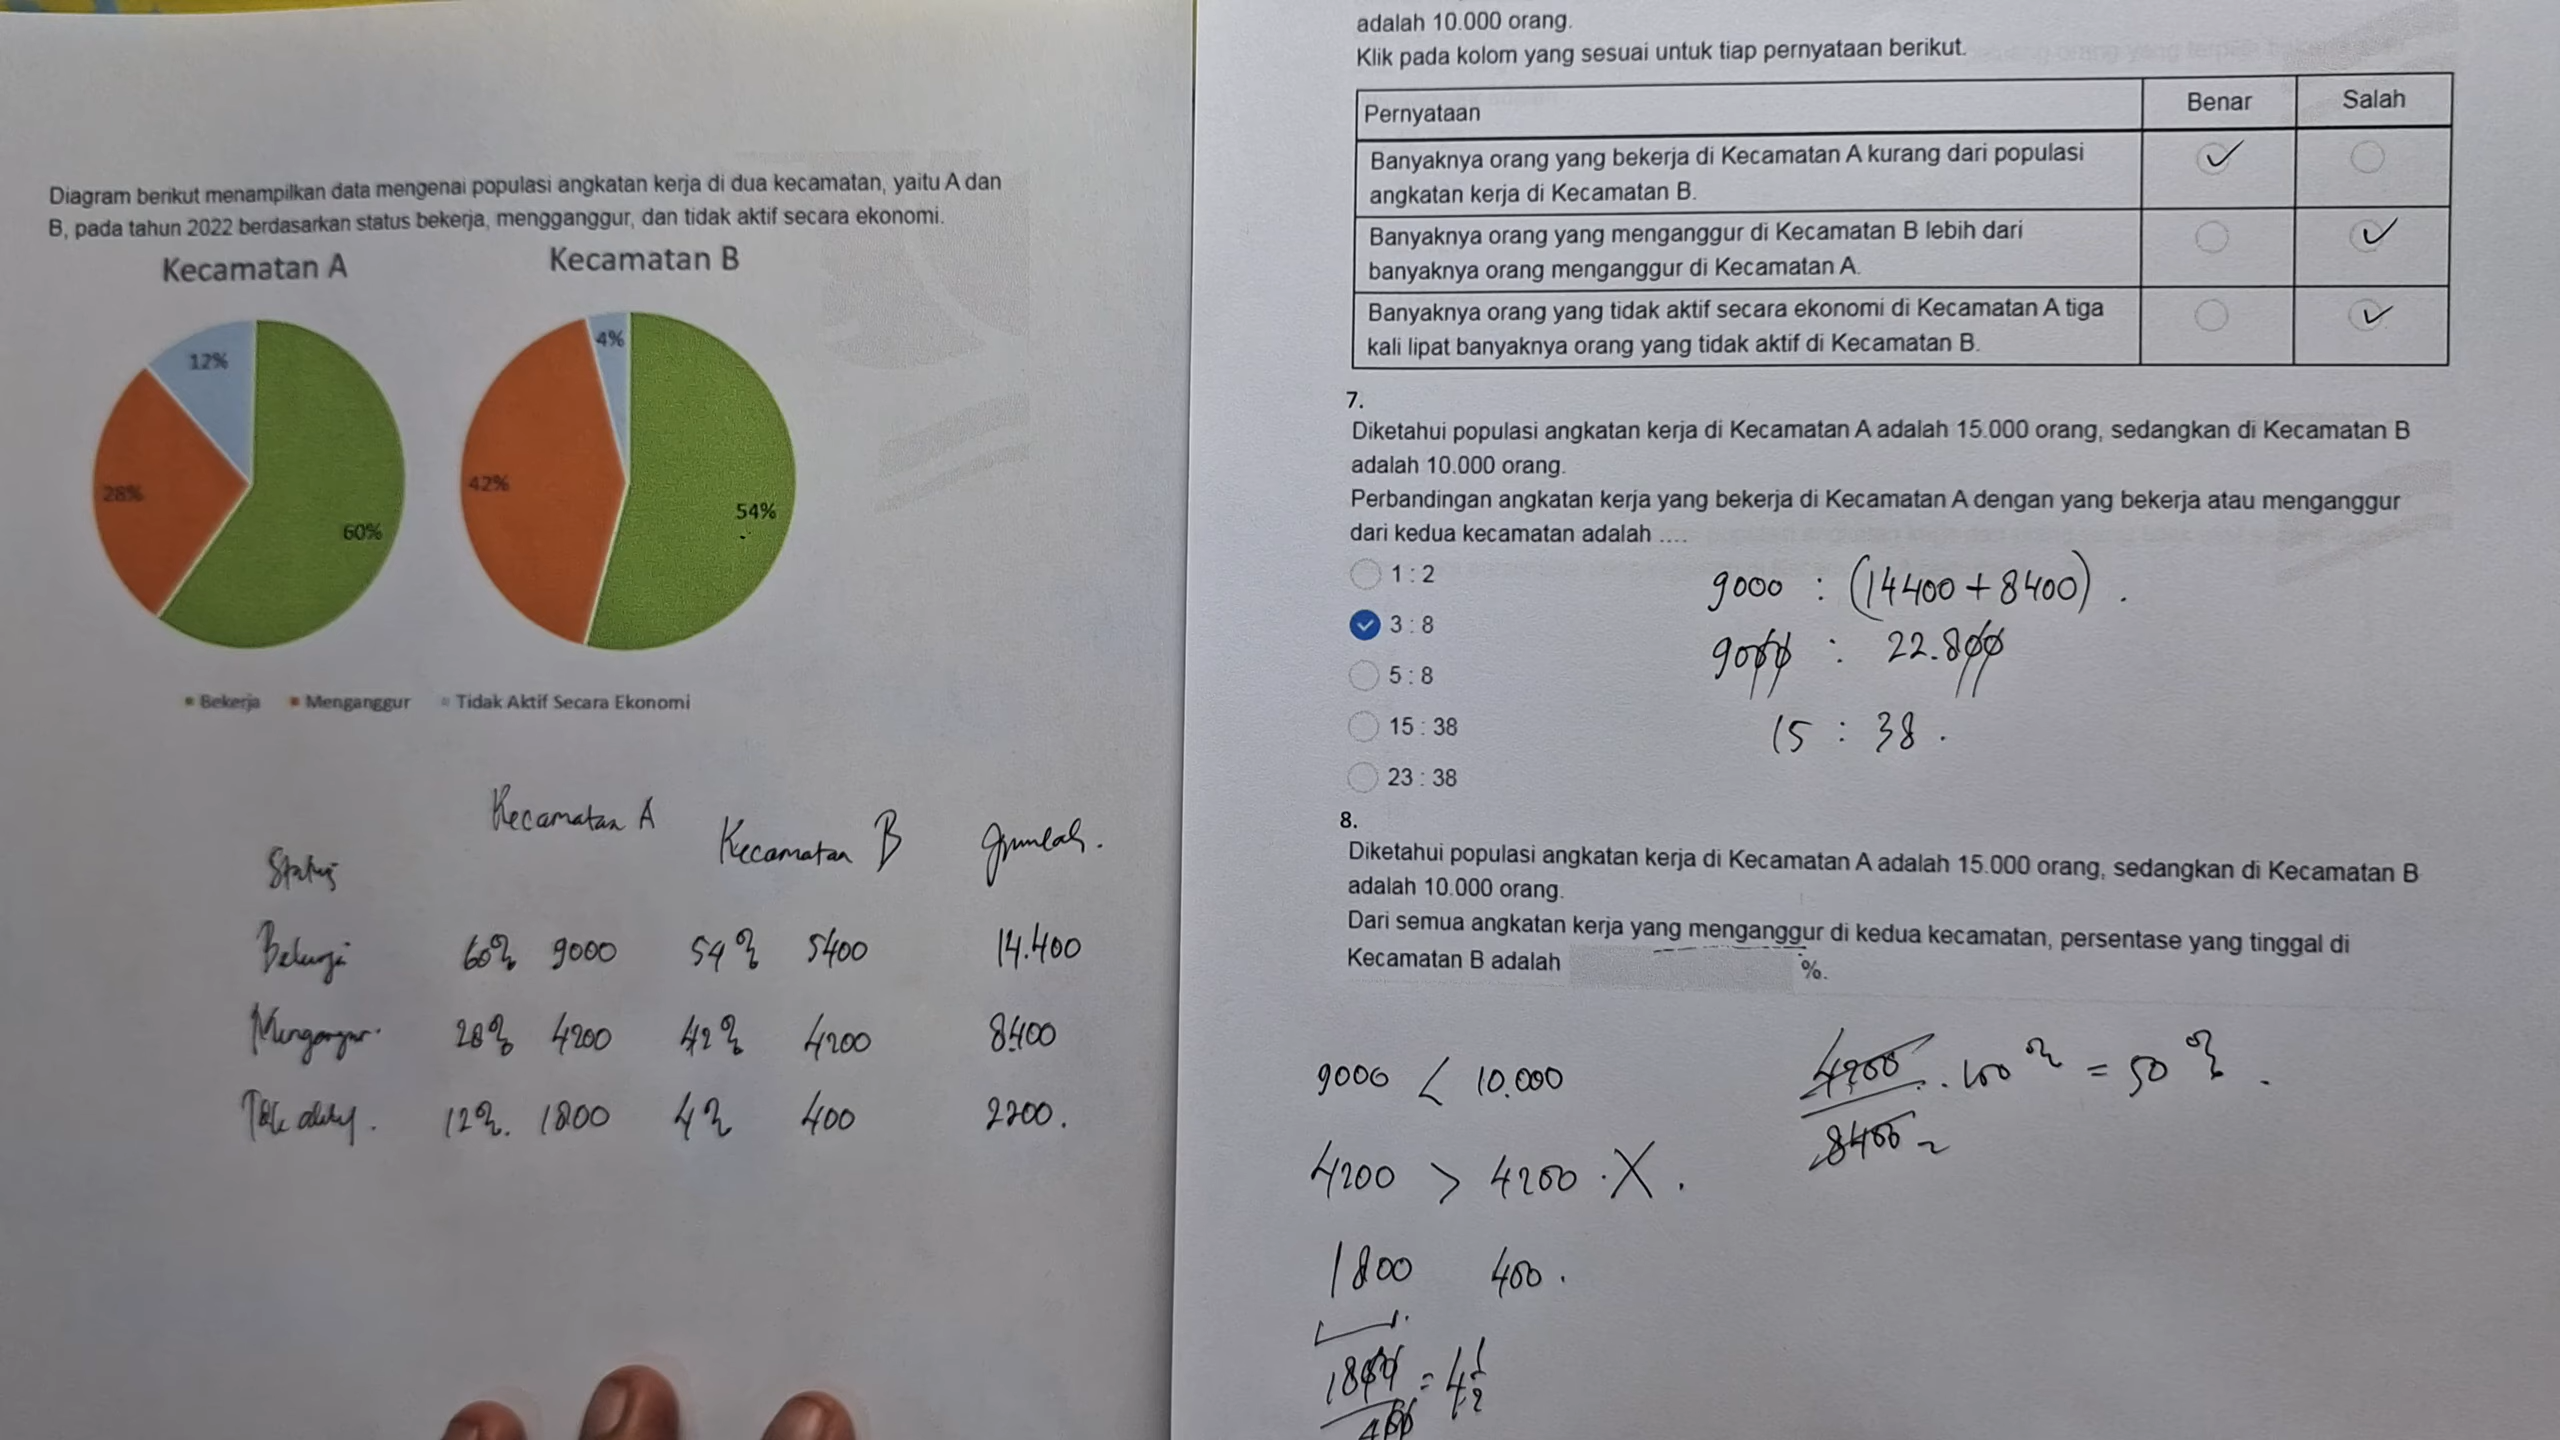 Diagram berikut menampilkan data mengenai populasi angkatan kerja di dua kecamatan, yaitu A dan
B, pada tahun 2022 berdasarkan status bekerja, mengganggur, dan tidak aktif secara ekonomi.
Kecamatan A
Kecamatan B
12%
28%
60%
4%
42%
54%
Bekerja Menganggur Tidak Aktif Secara Ekonomi
Kecamatan A Kecamatan B Jumlah.
Status
Bekerja 60% 9000 54% 5400 14.400
Menganggur 28% 4200 42% 4200 8400
12%. 1800 4% 400 2200.
adalah 10.000 orang.
Klik pada kolom yang sesuai untuk tiap pernyataan berikut.
Pernyataan Benar Salah
Banyaknya orang yang bekerja di Kecamatan A kurang dari populasi
angkatan kerja di Kecamatan B.
Banyaknya orang yang menganggur di Kecamatan B lebih dari
banyaknya orang menganggur di Kecamatan A.
Banyaknya orang yang tidak aktif secara ekonomi di Kecamatan A tiga
kali lipat banyaknya orang yang tidak aktif di Kecamatan B.
7.
Diketahui populasi angkatan kerja di Kecamatan A adalah 15.000 orang, sedangkan di Kecamatan B
adalah 10.000 orang.
Perbandingan angkatan kerja yang bekerja di Kecamatan A dengan yang bekerja atau menganggur
dari kedua kecamatan adalah ....
1 : 2
3 : 8
5 : 8
15 : 38
23 : 38
9000 : (14400 + 8400) .
9000 : 22.800
15 : 38 .
8.
Diketahui populasi angkatan kerja di Kecamatan A adalah 15.000 orang, sedangkan di Kecamatan B
adalah 10.000 orang.
Dari semua angkatan kerja yang menganggur di kedua kecamatan, persentase yang tinggal di
Kecamatan B adalah %.
9000 < 10.000
4200 > 4200 . X .
1800 400 .
1800/400 = 4 1/2
4200/8400 2 . 100 % = 50 % .